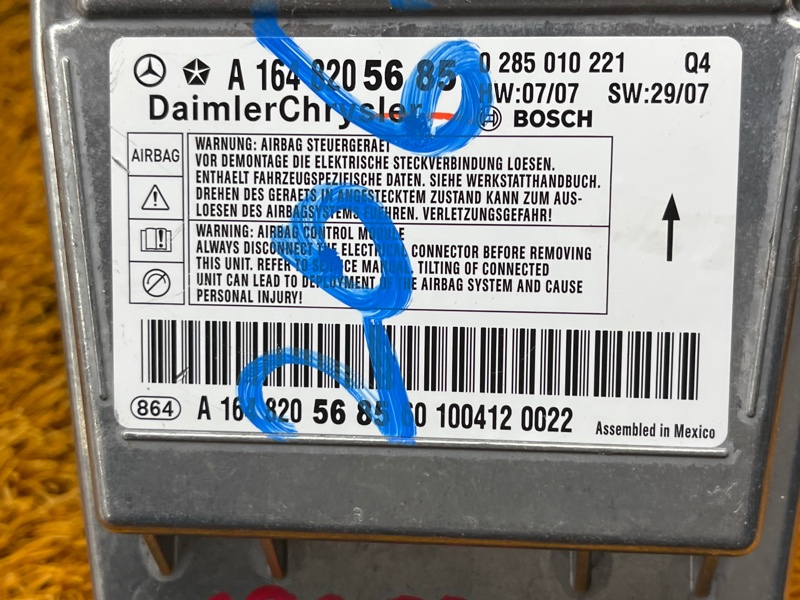 A 164 820 56 85 0 285 010 221 Q4
DaimlerChrysler HW:07/07 SW:29/07
BOSCH
AIRBAG
WARNUNG: AIRBAG STEUERGERAET
VOR DEMONTAGE DIE ELEKTRISCHE STECKVERBINDUNG LOESEN.
ENTHAELT FAHRZEUGSPEZIFISCHE DATEN. SIEHE WERKSTATTHANDBUCH.
DREHEN DES GERAETS IN ANGESTECKTEM ZUSTAND KANN ZUM AUS-
LOESEN DES AIRBAGSYSTEMS FUEHREN. VERLETZUNGSGEFAHR!
WARNING: AIRBAG CONTROL MODULE
ALWAYS DISCONNECT THE ELECTRICAL CONNECTOR BEFORE REMOVING
THIS UNIT. REFER TO SERVICE MANUAL. TILTING OF CONNECTED
UNIT CAN LEAD TO DEPLOYMENT OF THE AIRBAG SYSTEM AND CAUSE
PERSONAL INJURY!
864 A 164 820 56 85 60 100412 0022
Assembled in Mexico